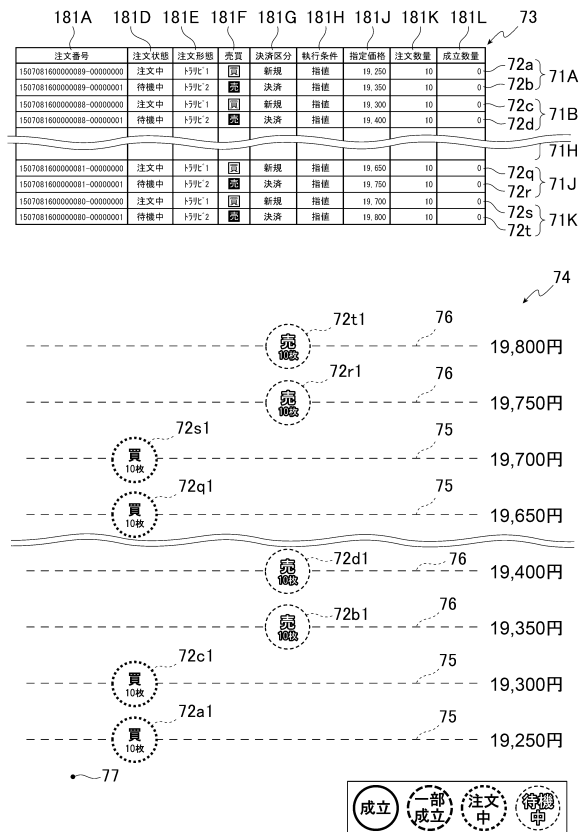 181A 181D 181E 181F 181G 181H 181J 181K 181L 73
注文番号 注文状態 注文形態 売買 決済区分 執行条件 指定価格 注文数量 成立数量
1507081600000089-00000000 注文中 ﾄﾗﾘﾋﾟ1 買 新規 指値 19,250 10 0 72a
1507081600000089-00000001 待機中 ﾄﾗﾘﾋﾟ2 売 決済 指値 19,350 10 0 72b 71A
1507081600000088-00000000 注文中 ﾄﾗﾘﾋﾟ1 買 新規 指値 19,300 10 0 72c
1507081600000088-00000001 待機中 ﾄﾗﾘﾋﾟ2 売 決済 指値 19,400 10 0 72d 71B
71H
1507081600000081-00000000 注文中 ﾄﾗﾘﾋﾟ1 買 新規 指値 19,650 10 0 72q
1507081600000081-00000001 待機中 ﾄﾗﾘﾋﾟ2 売 決済 指値 19,750 10 0 72r 71J
1507081600000080-00000000 注文中 ﾄﾗﾘﾋﾟ1 買 新規 指値 19,700 10 0 72s
1507081600000080-00000001 待機中 ﾄﾗﾘﾋﾟ2 売 決済 指値 19,800 10 0 72t 71K
74
72t1 76
売 10枚 19,800円
72r1 76
売 10枚 19,750円
72s1 75
買 10枚 19,700円
72q1 75
買 10枚 19,650円
72d1 76
売 10枚 19,400円
72b1 76
売 10枚 19,350円
72c1 75
買 10枚 19,300円
72a1 75
買 10枚 19,250円
77
成立 一部成立 注文中 待機中